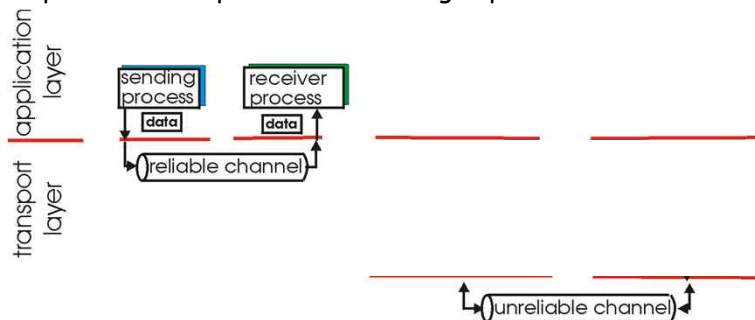 application
layer
sending
process
receiver
process
data
data
reliable channel
transport
layer
unreliable channel